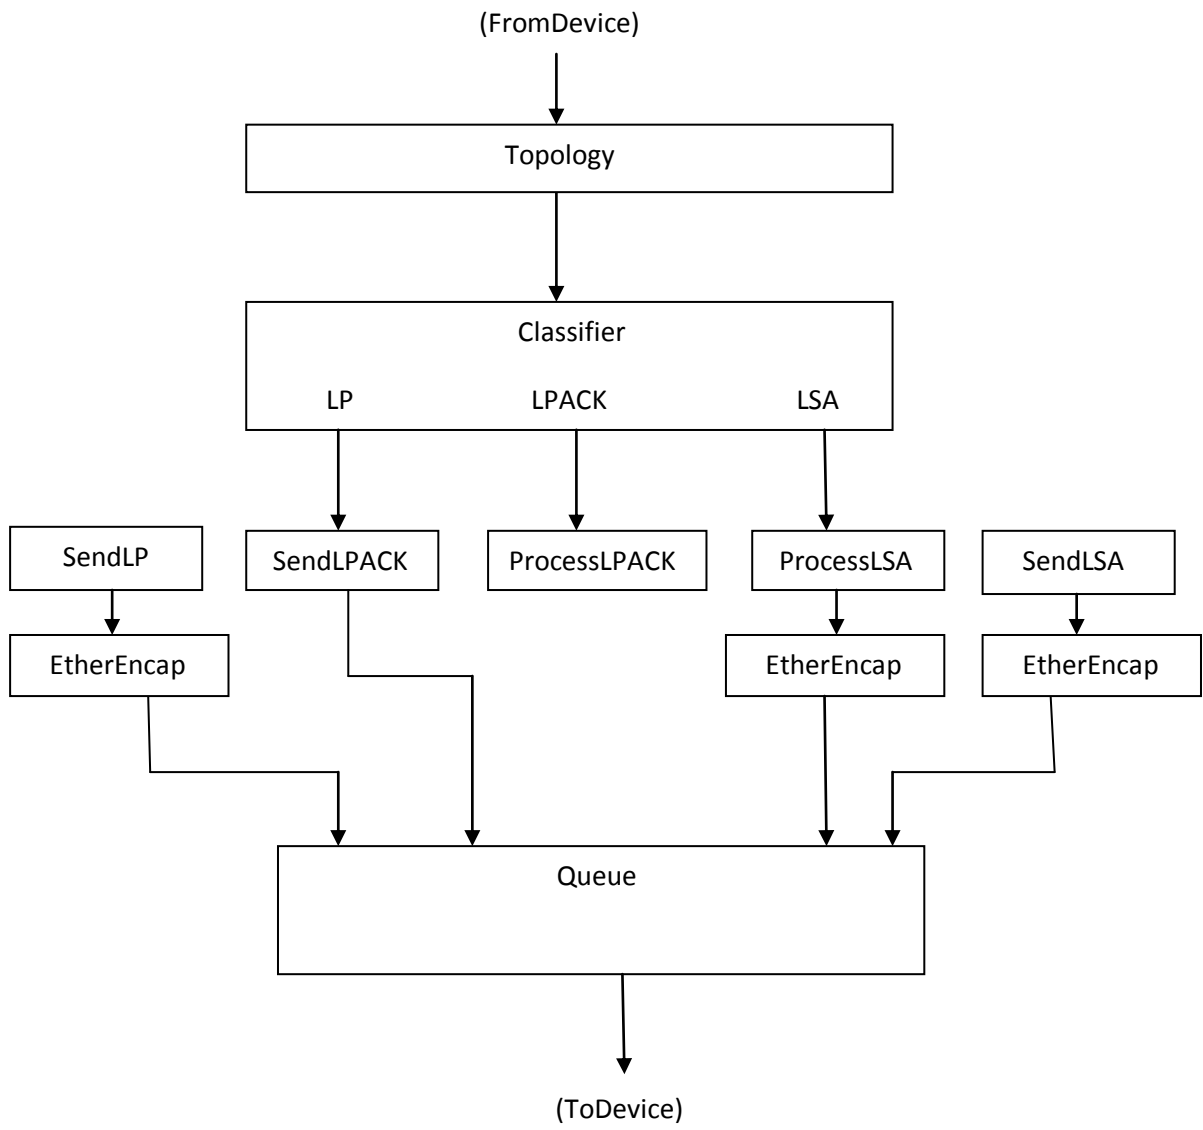 (FromDevice)
Topology
Classifier
LP
LPACK
LSA
SendLP
SendLPACK
ProcessLPACK
ProcessLSA
SendLSA
EtherEncap
EtherEncap
EtherEncap
Queue
(ToDevice)